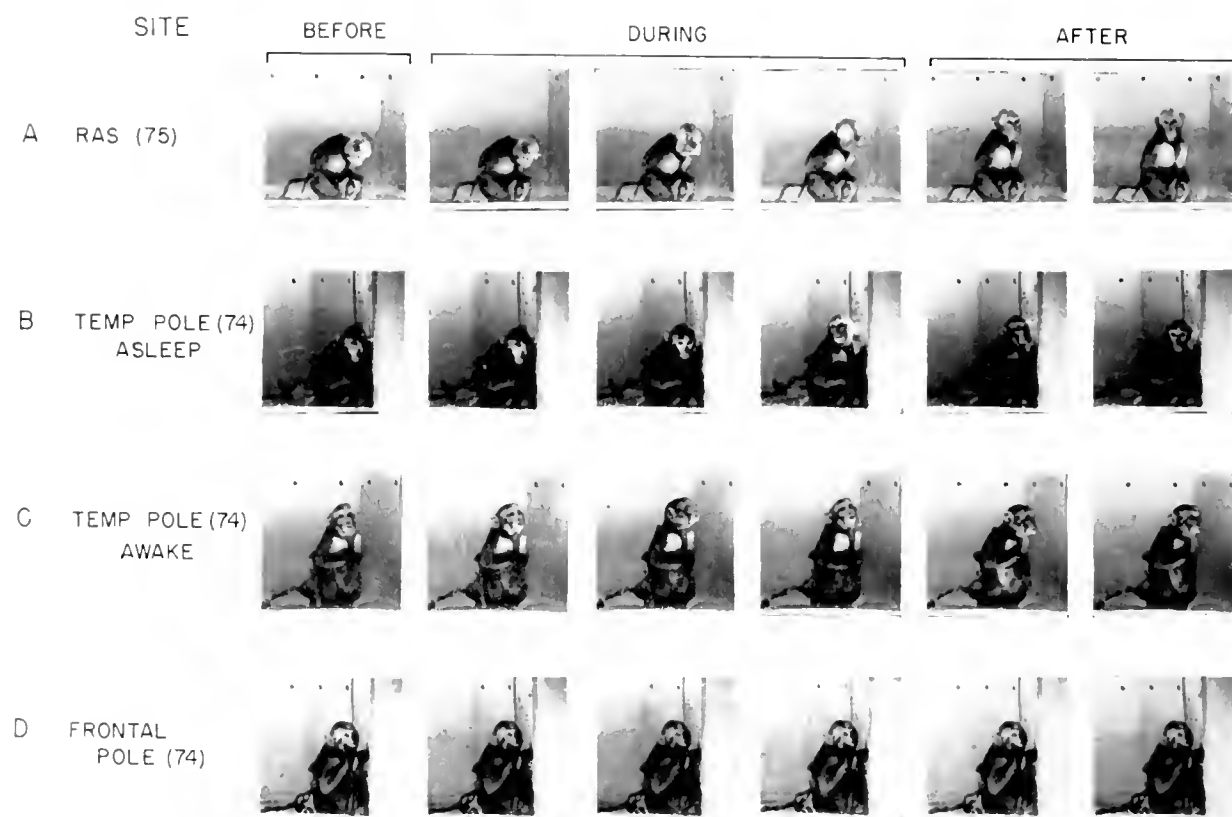 SITE BEFORE DURING AFTER
A RAS (75)
B TEMP POLE (74)
ASLEEP
C TEMP POLE (74)
AWAKE
D FRONTAL
POLE (74)